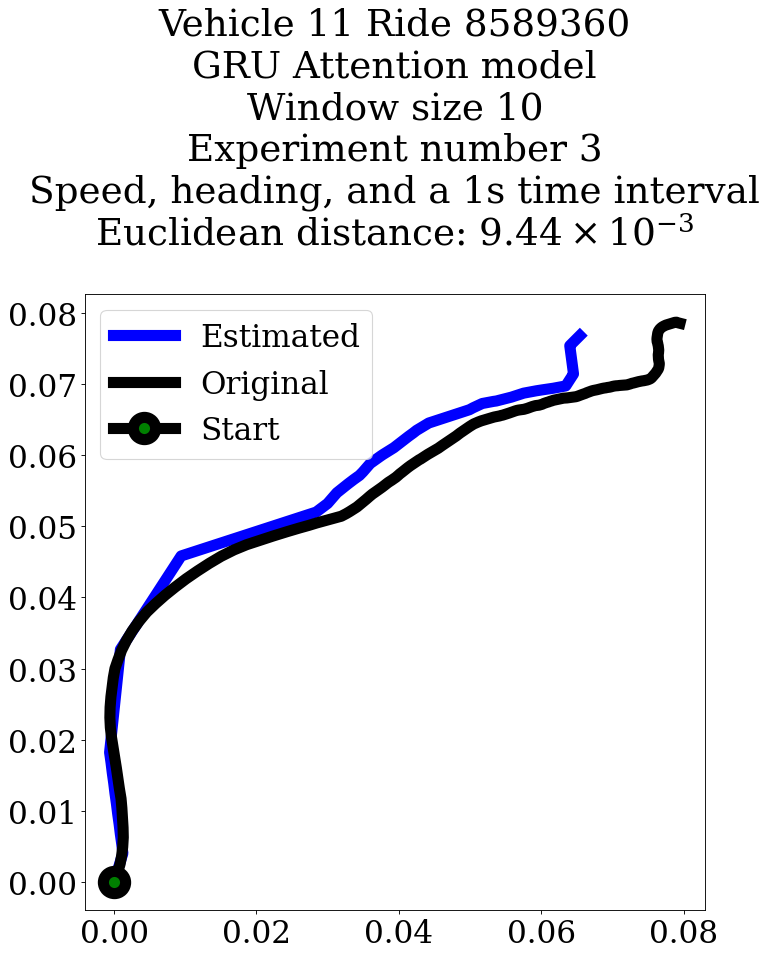 Vehicle 11 Ride 8589360
GRU Attention model
Window size 10
Experiment number 3
Speed, heading, and a 1s time interval
Euclidean distance: 9.44 × 10⁻³
Estimated
Original
Start
0.08
0.07
0.06
0.05
0.04
0.03
0.02
0.01
0.00
0.00 0.02 0.04 0.06 0.08